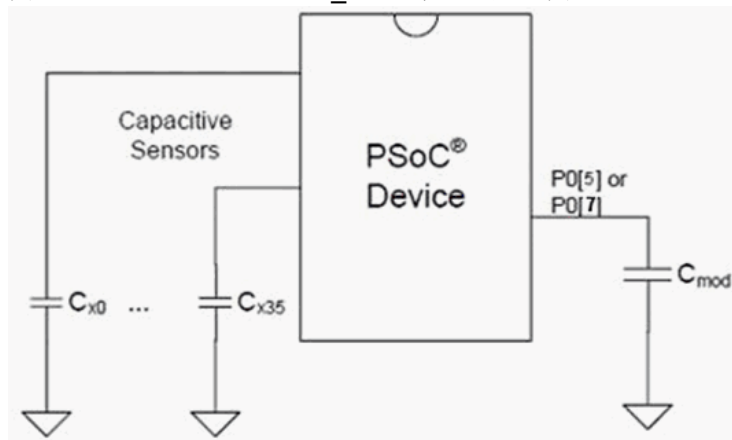 Capacitive
Sensors
PSoC®
Device
P0[5] or
P0[7]
Cx0 ... Cx35
Cmod